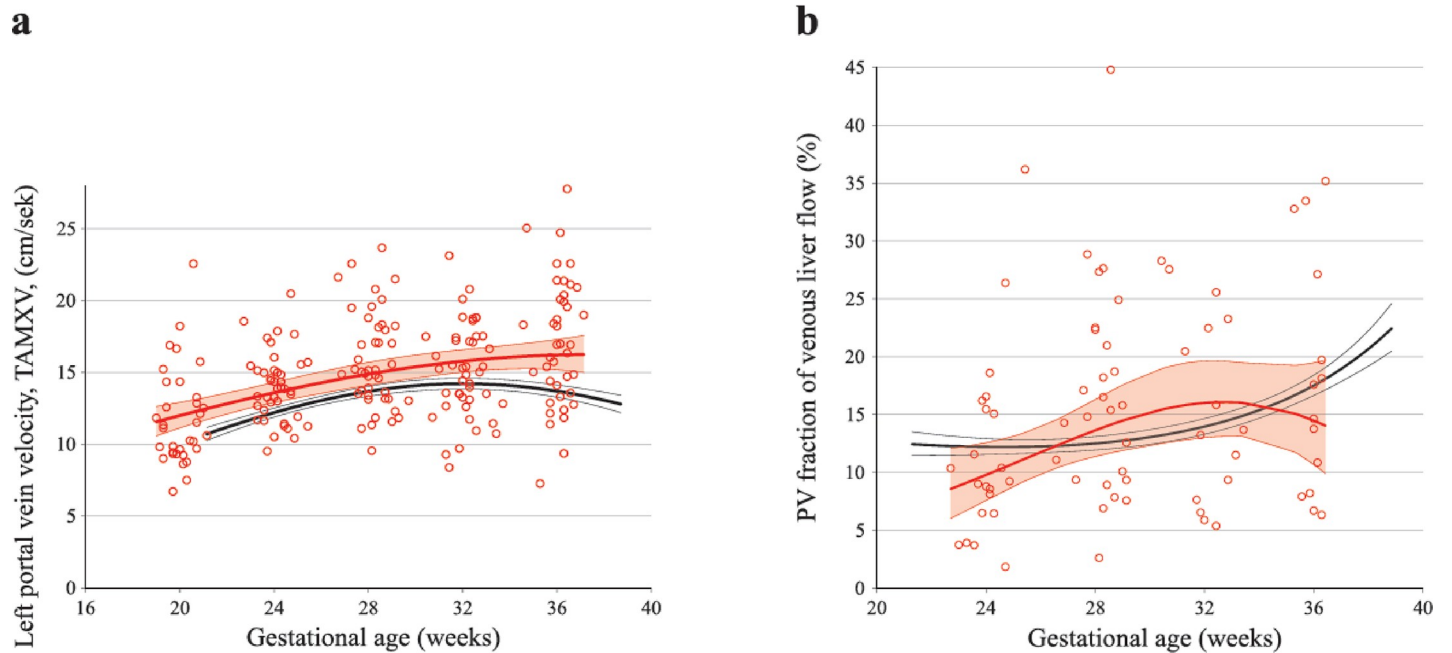 a
Left portal vein velocity, TAMXV, (cm/sek)
25
20
15
10
5
0
16 20 24 28 32 36 40
Gestational age (weeks)
b
PV fraction of venous liver flow (%)
45
40
35
30
25
20
15
10
5
0
20 24 28 32 36 40
Gestational age (weeks)